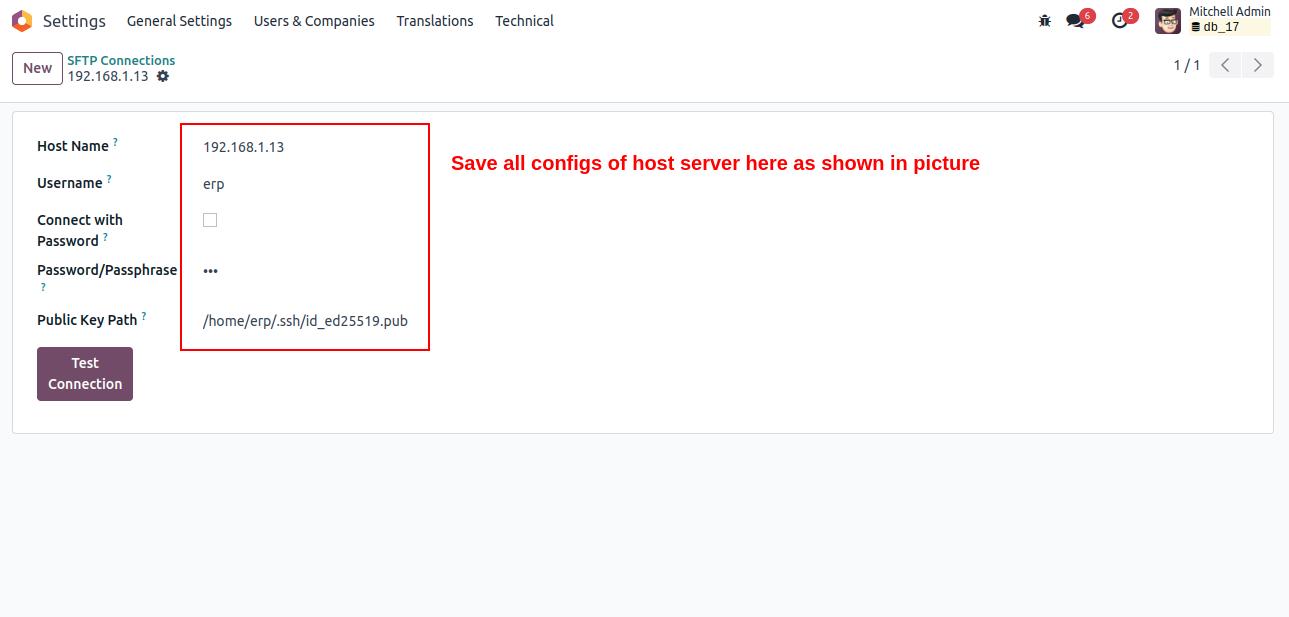 Settings General Settings Users & Companies Translations Technical 6 2 Mitchell Admin
db_17
New SFTP Connections
192.168.1.13
1 / 1
Host Name ? 192.168.1.13
Save all configs of host server here as shown in picture
Username ? erp
Connect with
Password ?
Password/Passphrase •••
?
Public Key Path ? /home/erp/.ssh/id_ed25519.pub
Test
Connection